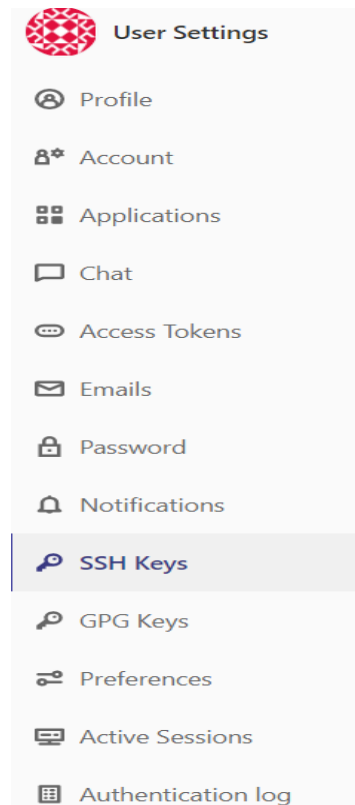 User Settings
Profile
Account
Applications
Chat
Access Tokens
Emails
Password
Notifications
SSH Keys
GPG Keys
Preferences
Active Sessions
Authentication log